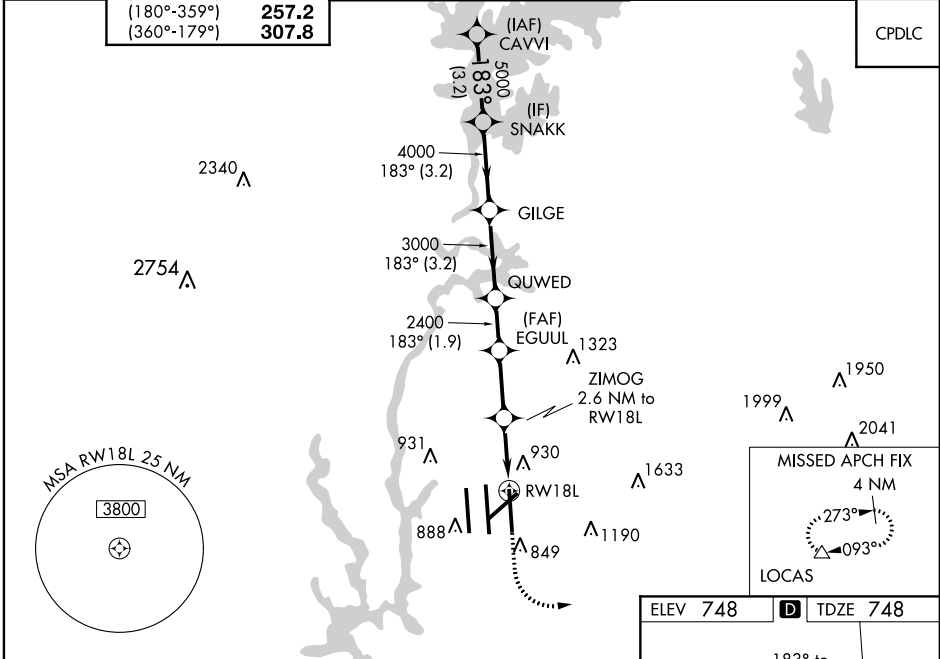 (180°-359°) 257.2
(360°-179°) 307.8
CPDLC
(IAF)
CAVVI
5000
183°
(3.2)
(IF)
SNAKK
4000
183° (3.2)
GILGE
3000
183° (3.2)
QUWED
2400
183° (1.9)
(FAF)
EGUUL
ZIMOG
2.6 NM to
RW18L
RW18L
2340
2754
1323
1950
1999
2041
931
930
1633
888
849
1190
MSA RW18L 25 NM
3800
MISSED APCH FIX
4 NM
273°
093°
LOCAS
ELEV 748 D TDZE 748
183° to